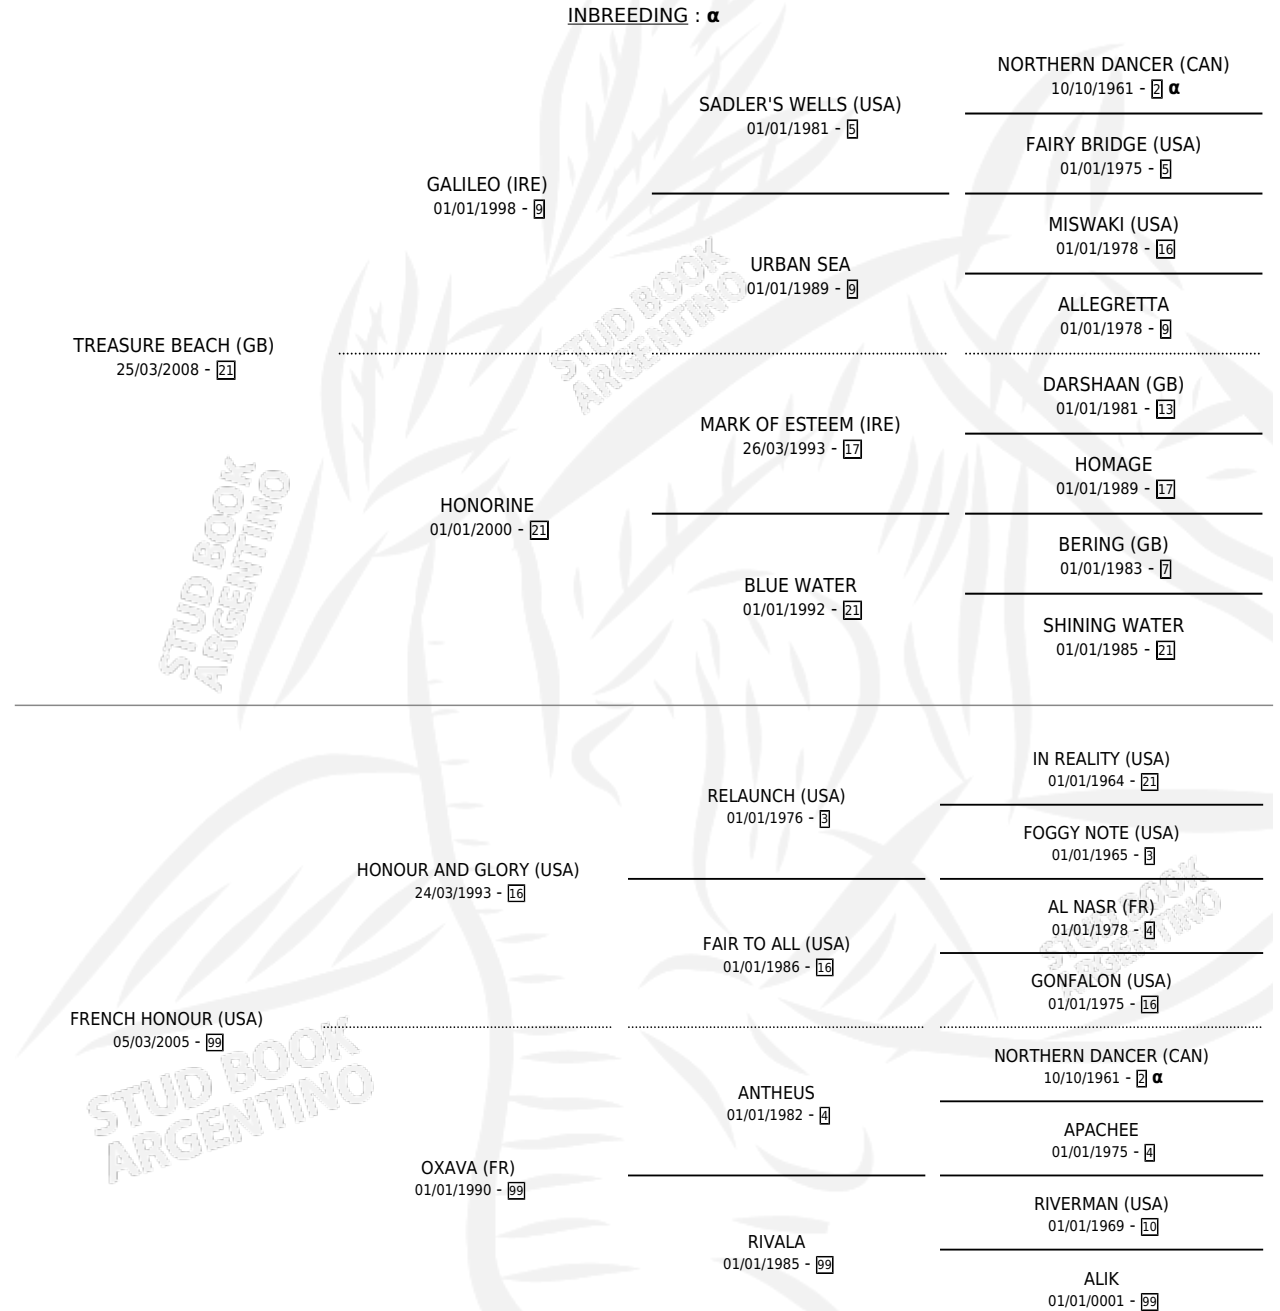 INBREEDING : α
NORTHERN DANCER (CAN)
10/10/1961 - 2 α
SADLER'S WELLS (USA)
01/01/1981 - 5
FAIRY BRIDGE (USA)
01/01/1975 - 5
GALILEO (IRE)
01/01/1998 - 9
MISWAKI (USA)
01/01/1978 - 16
URBAN SEA
01/01/1989 - 9
ALLEGRETTA
01/01/1978 - 9
TREASURE BEACH (GB)
25/03/2008 - 21
DARSHAAN (GB)
01/01/1981 - 13
MARK OF ESTEEM (IRE)
26/03/1993 - 17
HOMAGE
01/01/1989 - 17
HONORINE
01/01/2000 - 21
BERING (GB)
01/01/1983 - 7
BLUE WATER
01/01/1992 - 21
SHINING WATER
01/01/1985 - 21
IN REALITY (USA)
01/01/1964 - 21
RELAUNCH (USA)
01/01/1976 - 3
FOGGY NOTE (USA)
01/01/1965 - 3
HONOUR AND GLORY (USA)
24/03/1993 - 16
AL NASR (FR)
01/01/1978 - 4
FAIR TO ALL (USA)
01/01/1986 - 16
GONFALON (USA)
01/01/1975 - 16
FRENCH HONOUR (USA)
05/03/2005 - 99
NORTHERN DANCER (CAN)
10/10/1961 - 2 α
ANTHEUS
01/01/1982 - 4
APACHEE
01/01/1975 - 4
OXAVA (FR)
01/01/1990 - 99
RIVERMAN (USA)
01/01/1969 - 10
RIVALA
01/01/1985 - 99
ALIK
01/01/0001 - 99
STUD BOOK
ARGENTINO
STUD BOOK
ARGENTINO
STUD BOOK
ARGENTINO
STUD BOOK
ARGENTINO